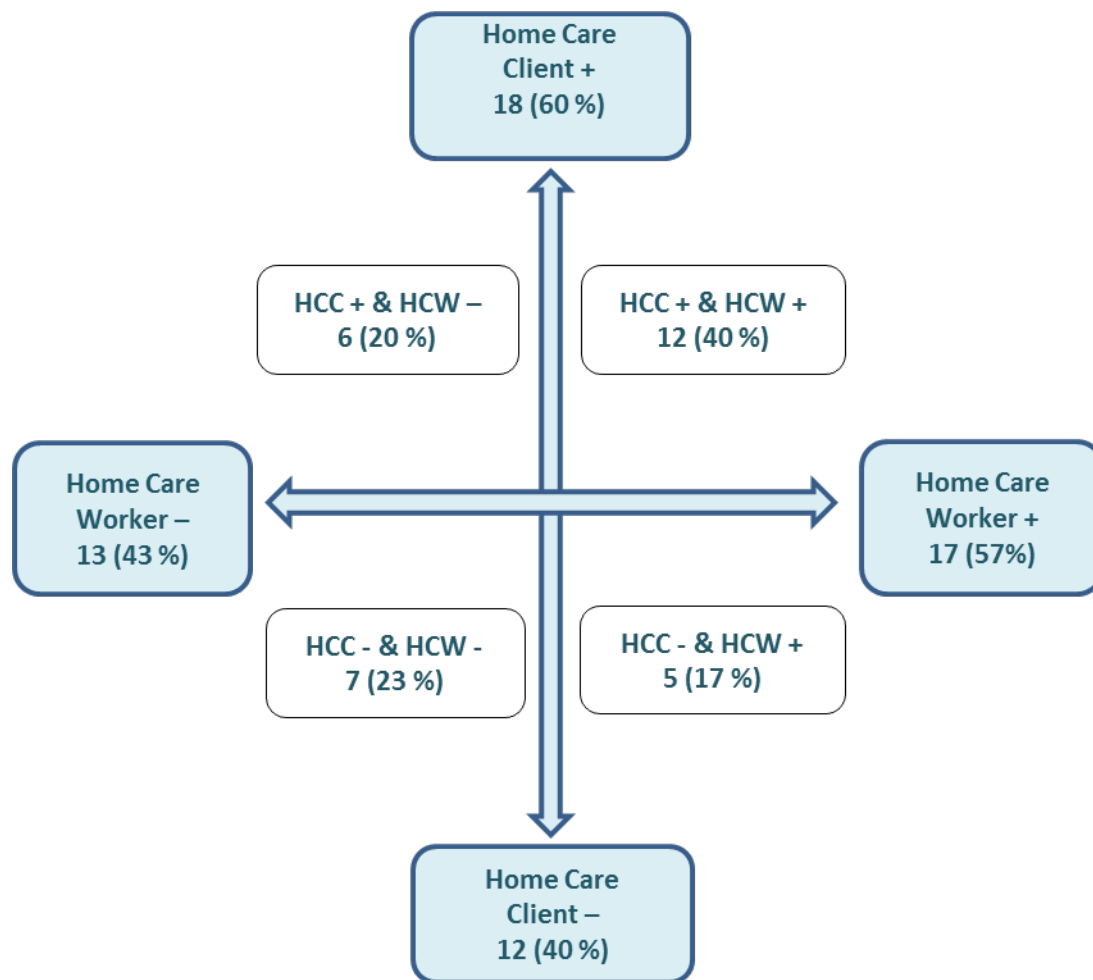 Home Care
Client +
18 (60 %)
HCC + & HCW –
6 (20 %)
HCC + & HCW +
12 (40 %)
Home Care
Worker –
13 (43 %)
Home Care
Worker +
17 (57%)
HCC - & HCW -
7 (23 %)
HCC - & HCW +
5 (17 %)
Home Care
Client –
12 (40 %)